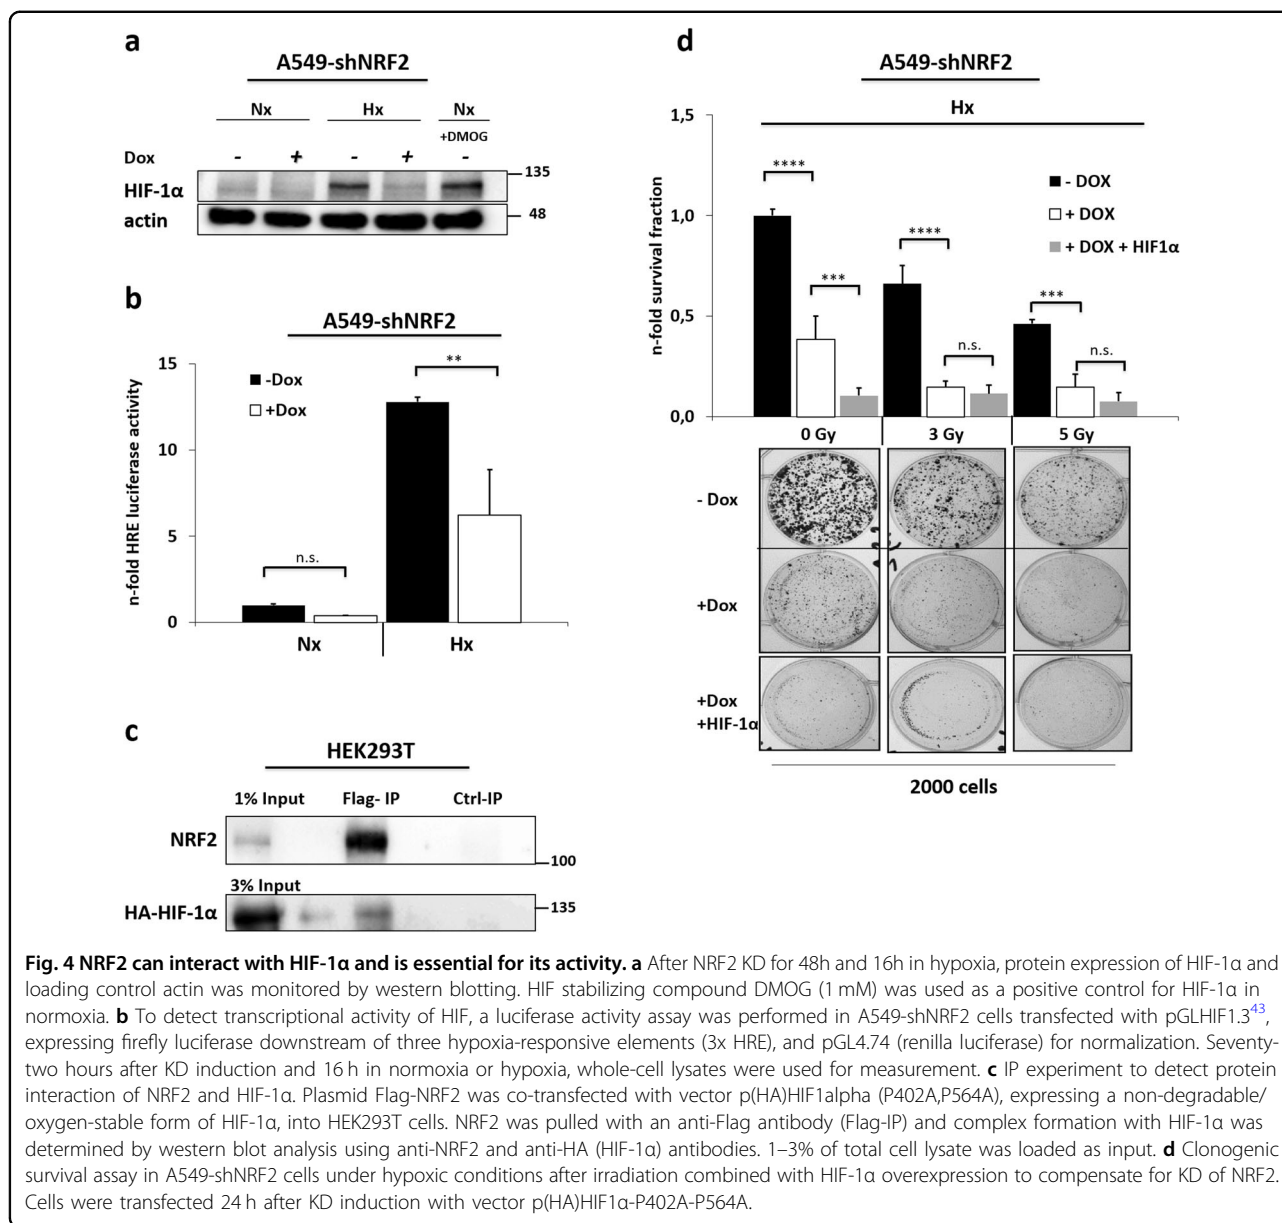 a
A549-shNRF2
Nx Hx Nx
+DMOG
Dox - + - + -
HIF-1α 135
actin 48
b
A549-shNRF2
n-fold HRE luciferase activity
15
10
5
0
-Dox
+Dox
n.s.
**
Nx Hx
c
HEK293T
1% Input Flag- IP Ctrl-IP
NRF2
100
3% Input
HA-HIF-1α 135
d
A549-shNRF2
Hx
n-fold survival fraction
1,5
1,0
0,5
0,0
- DOX
+ DOX
+ DOX + HIF1α
**** *** **** n.s. *** n.s.
0 Gy 3 Gy 5 Gy
- Dox
+Dox
+Dox
+HIF-1α
2000 cells
Fig. 4 NRF2 can interact with HIF-1α and is essential for its activity. a After NRF2 KD for 48h and 16h in hypoxia, protein expression of HIF-1α and
loading control actin was monitored by western blotting. HIF stabilizing compound DMOG (1 mM) was used as a positive control for HIF-1α in
normoxia. b To detect transcriptional activity of HIF, a luciferase activity assay was performed in A549-shNRF2 cells transfected with pGLHIF1.343,
expressing firefly luciferase downstream of three hypoxia-responsive elements (3x HRE), and pGL4.74 (renilla luciferase) for normalization. Seventy-
two hours after KD induction and 16 h in normoxia or hypoxia, whole-cell lysates were used for measurement. c IP experiment to detect protein
interaction of NRF2 and HIF-1α. Plasmid Flag-NRF2 was co-transfected with vector p(HA)HIF1alpha (P402A,P564A), expressing a non-degradable/
oxygen-stable form of HIF-1α, into HEK293T cells. NRF2 was pulled with an anti-Flag antibody (Flag-IP) and complex formation with HIF-1α was
determined by western blot analysis using anti-NRF2 and anti-HA (HIF-1α) antibodies. 1–3% of total cell lysate was loaded as input. d Clonogenic
survival assay in A549-shNRF2 cells under hypoxic conditions after irradiation combined with HIF-1α overexpression to compensate for KD of NRF2.
Cells were transfected 24 h after KD induction with vector p(HA)HIF1α-P402A-P564A.